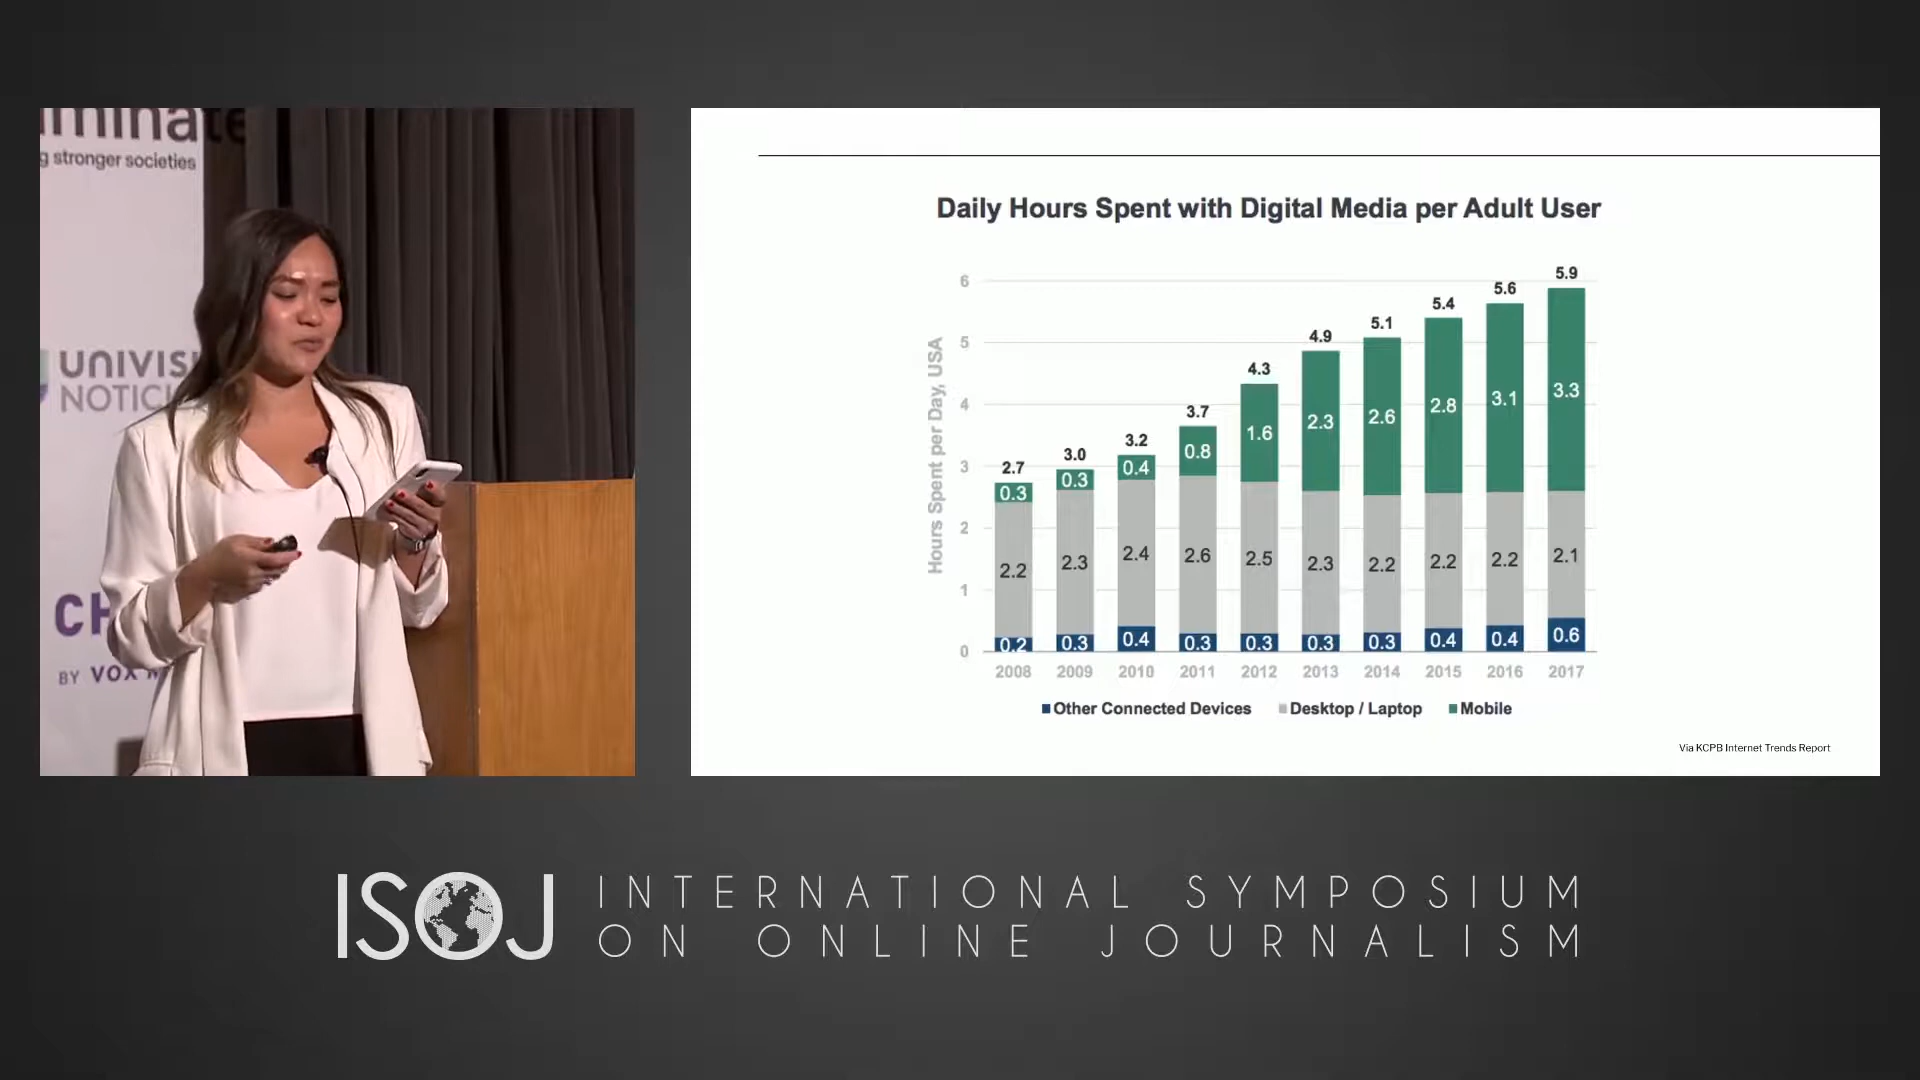 minate
g stronger societies
UNIVIS
NOTICI
CH
BY VOX M
Daily Hours Spent with Digital Media per Adult User
Hours Spent per Day, USA
6
5
4
3
2
1
0
2.7 3.0 3.2 3.7 4.3 4.9 5.1 5.4 5.6 5.9
0.3 0.3 0.4 0.8 1.6 2.3 2.6 2.8 3.1 3.3
2.2 2.3 2.4 2.6 2.5 2.3 2.2 2.2 2.2 2.1
0.2 0.3 0.4 0.3 0.3 0.3 0.3 0.4 0.4 0.6
2008 2009 2010 2011 2012 2013 2014 2015 2016 2017
Other Connected Devices Desktop / Laptop Mobile
Via KCPB Internet Trends Report
ISOJ
INTERNATIONAL SYMPOSIUM
ON ONLINE JOURNALISM